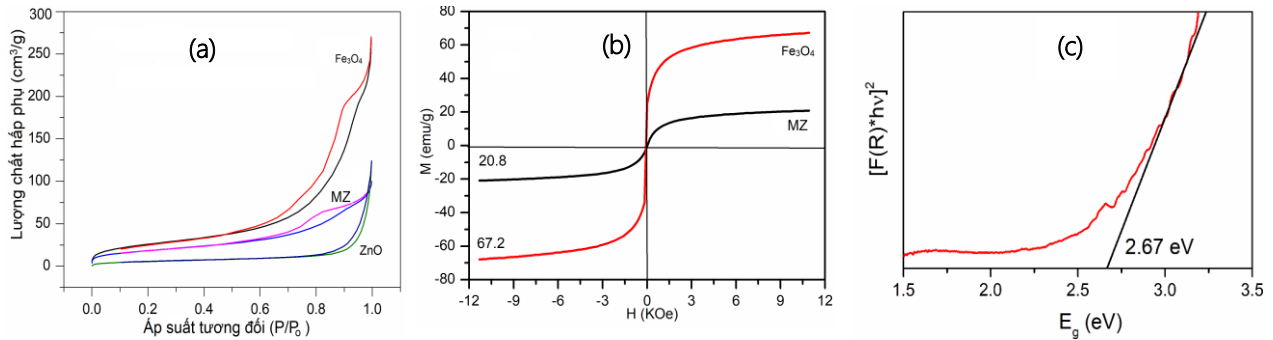 (a)
Lượng chất hấp phụ (cm³/g)
300
250
200
150
100
50
0
Fe₃O₄
MZ
ZnO
0.0 0.2 0.4 0.6 0.8 1.0
Áp suất tương đối (P/P₀ )
(b)
M (emu/g)
80
60
40
20
0
-20
-40
-60
-80
Fe₃O₄
MZ
20.8
67.2
-12 -9 -6 -3 0 3 6 9 12
H (KOe)
(c)
[F(R)*hν]²
2.67 eV
1.5 2.0 2.5 3.0 3.5
E_g (eV)